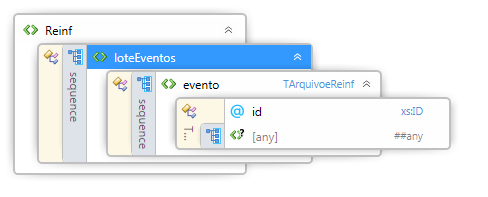 Reinf
loteEventos
sequence
evento TArquivoeReinf
sequence
@ id xs:ID
T...
[any] ##any